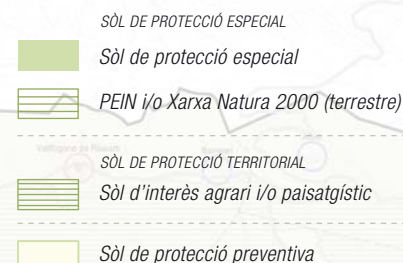 SÒL DE PROTECCIÓ ESPECIAL
Sòl de protecció especial
PEIN i/o Xarxa Natura 2000 (terrestre)
SÒL DE PROTECCIÓ TERRITORIAL
Sòl d'interès agrari i/o paisatgístic
Sòl de protecció preventiva